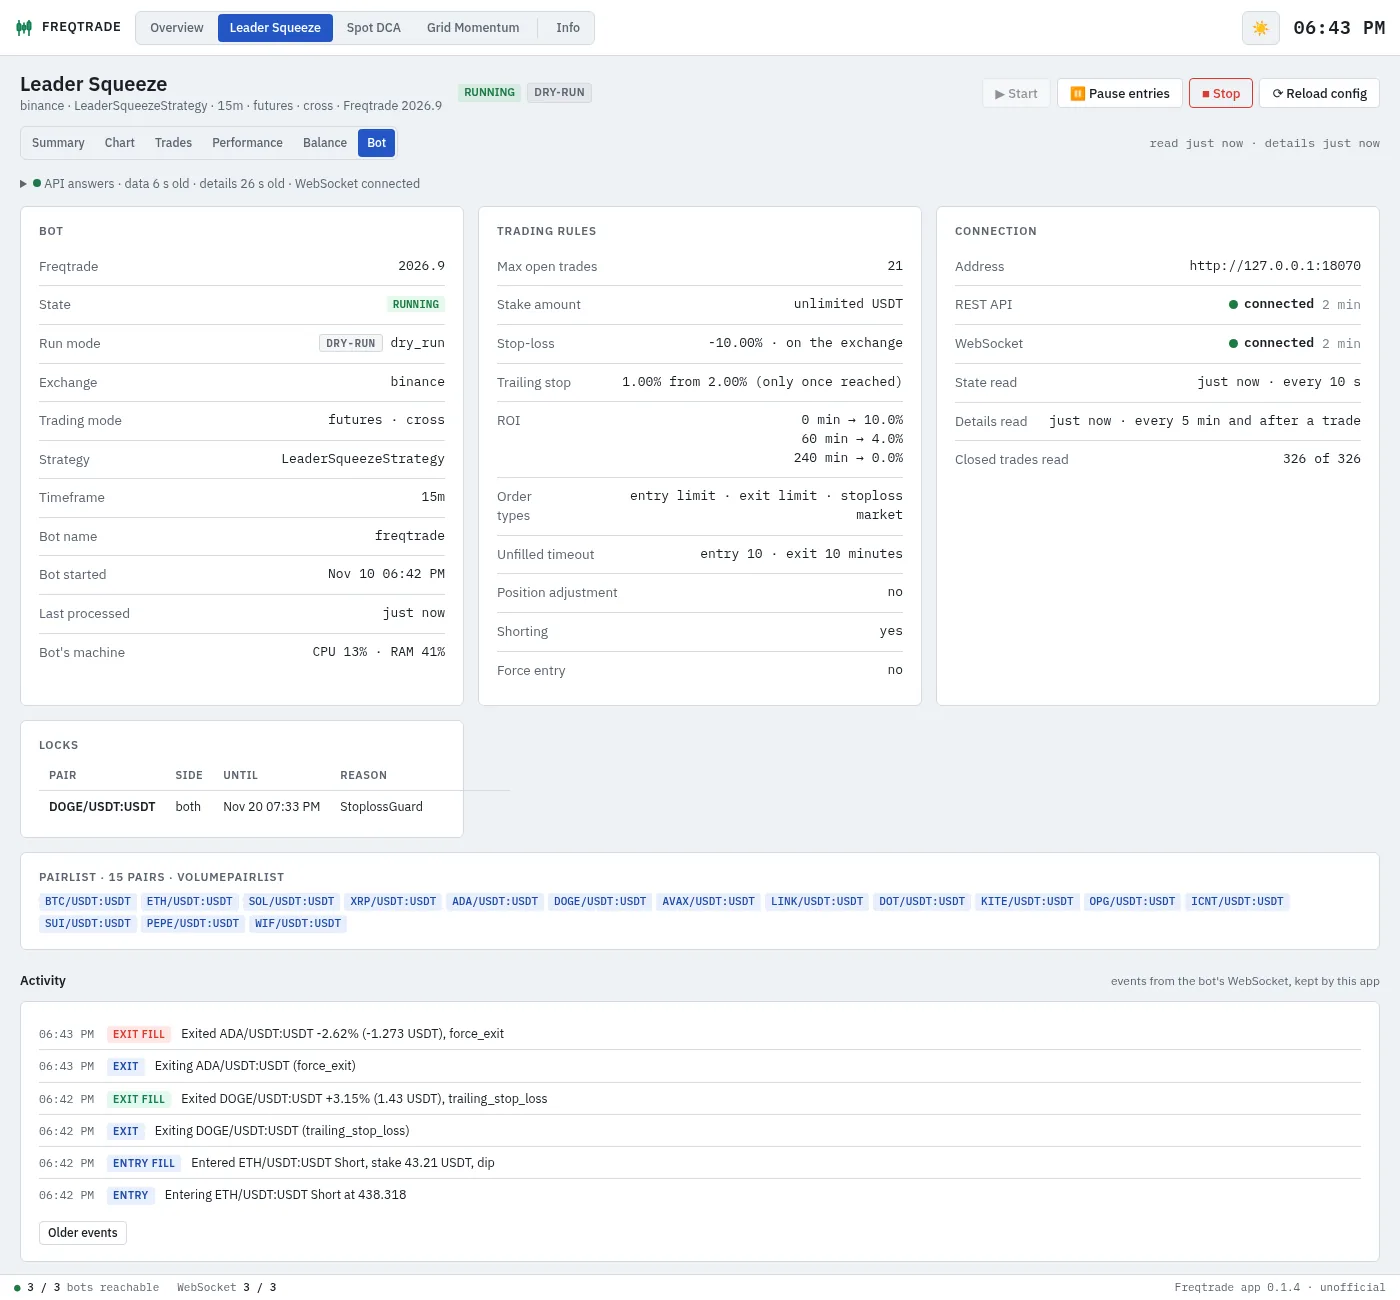 FREQTRADE
Overview
Leader Squeeze
Spot DCA
Grid Momentum
Info
06:43 PM
Leader Squeeze
binance · LeaderSqueezeStrategy · 15m · futures · cross · Freqtrade 2026.9
RUNNING
DRY-RUN
▶ Start
⏸ Pause entries
■ Stop
⟳ Reload config
Summary
Chart
Trades
Performance
Balance
Bot
read just now · details just now
▶ ● API answers · data 6 s old · details 26 s old · WebSocket connected
BOT
Freqtrade 2026.9
State RUNNING
Run mode DRY-RUN dry_run
Exchange binance
Trading mode futures · cross
Strategy LeaderSqueezeStrategy
Timeframe 15m
Bot name freqtrade
Bot started Nov 10 06:42 PM
Last processed just now
Bot's machine CPU 13% · RAM 41%
TRADING RULES
Max open trades 21
Stake amount unlimited USDT
Stop-loss -10.00% · on the exchange
Trailing stop 1.00% from 2.00% (only once reached)
ROI 0 min → 10.0%
60 min → 4.0%
240 min → 0.0%
Order types entry limit · exit limit · stoploss market
Unfilled timeout entry 10 · exit 10 minutes
Position adjustment no
Shorting yes
Force entry no
CONNECTION
Address http://127.0.0.1:18070
REST API ● connected 2 min
WebSocket ● connected 2 min
State read just now · every 10 s
Details read just now · every 5 min and after a trade
Closed trades read 326 of 326
LOCKS
PAIR SIDE UNTIL REASON
DOGE/USDT:USDT both Nov 20 07:33 PM StoplossGuard
PAIRLIST · 15 PAIRS · VOLUMEPAIRLIST
BTC/USDT:USDT ETH/USDT:USDT SOL/USDT:USDT XRP/USDT:USDT ADA/USDT:USDT DOGE/USDT:USDT AVAX/USDT:USDT LINK/USDT:USDT DOT/USDT:USDT KITE/USDT:USDT OPG/USDT:USDT ICNT/USDT:USDT
SUI/USDT:USDT PEPE/USDT:USDT WIF/USDT:USDT
Activity
events from the bot's WebSocket, kept by this app
06:43 PM EXIT FILL Exited ADA/USDT:USDT -2.62% (-1.273 USDT), force_exit
06:43 PM EXIT Exiting ADA/USDT:USDT (force_exit)
06:42 PM EXIT FILL Exited DOGE/USDT:USDT +3.15% (1.43 USDT), trailing_stop_loss
06:42 PM EXIT Exiting DOGE/USDT:USDT (trailing_stop_loss)
06:42 PM ENTRY FILL Entered ETH/USDT:USDT Short, stake 43.21 USDT, dip
06:42 PM ENTRY Entering ETH/USDT:USDT Short at 438.318
Older events
● 3 / 3 bots reachable WebSocket 3 / 3
Freqtrade app 0.1.4 · unofficial